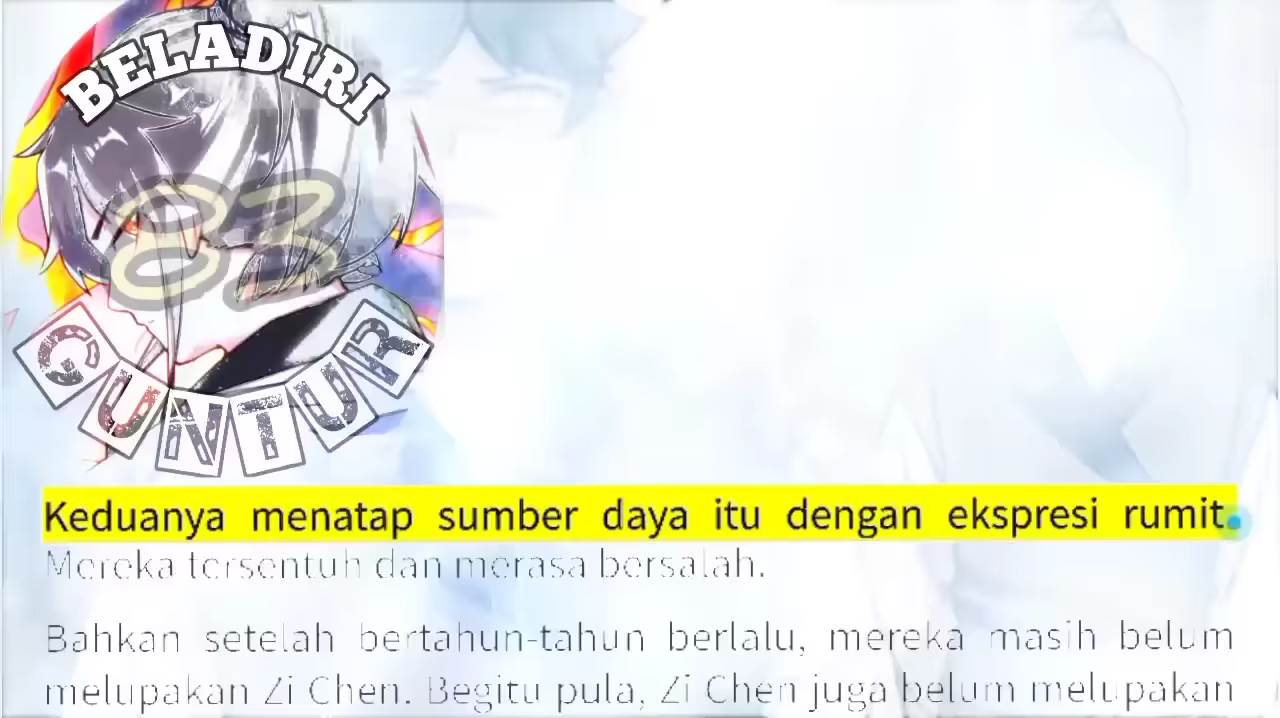 BELADIRI
83
GUNTUR
Keduanya menatap sumber daya itu dengan ekspresi rumit.
Mereka tersentuh dan merasa bersalah.
Bahkan setelah bertahun-tahun berlalu, mereka masih belum
melupakan Zi Chen. Begitu pula, Zi Chen juga belum melupakan